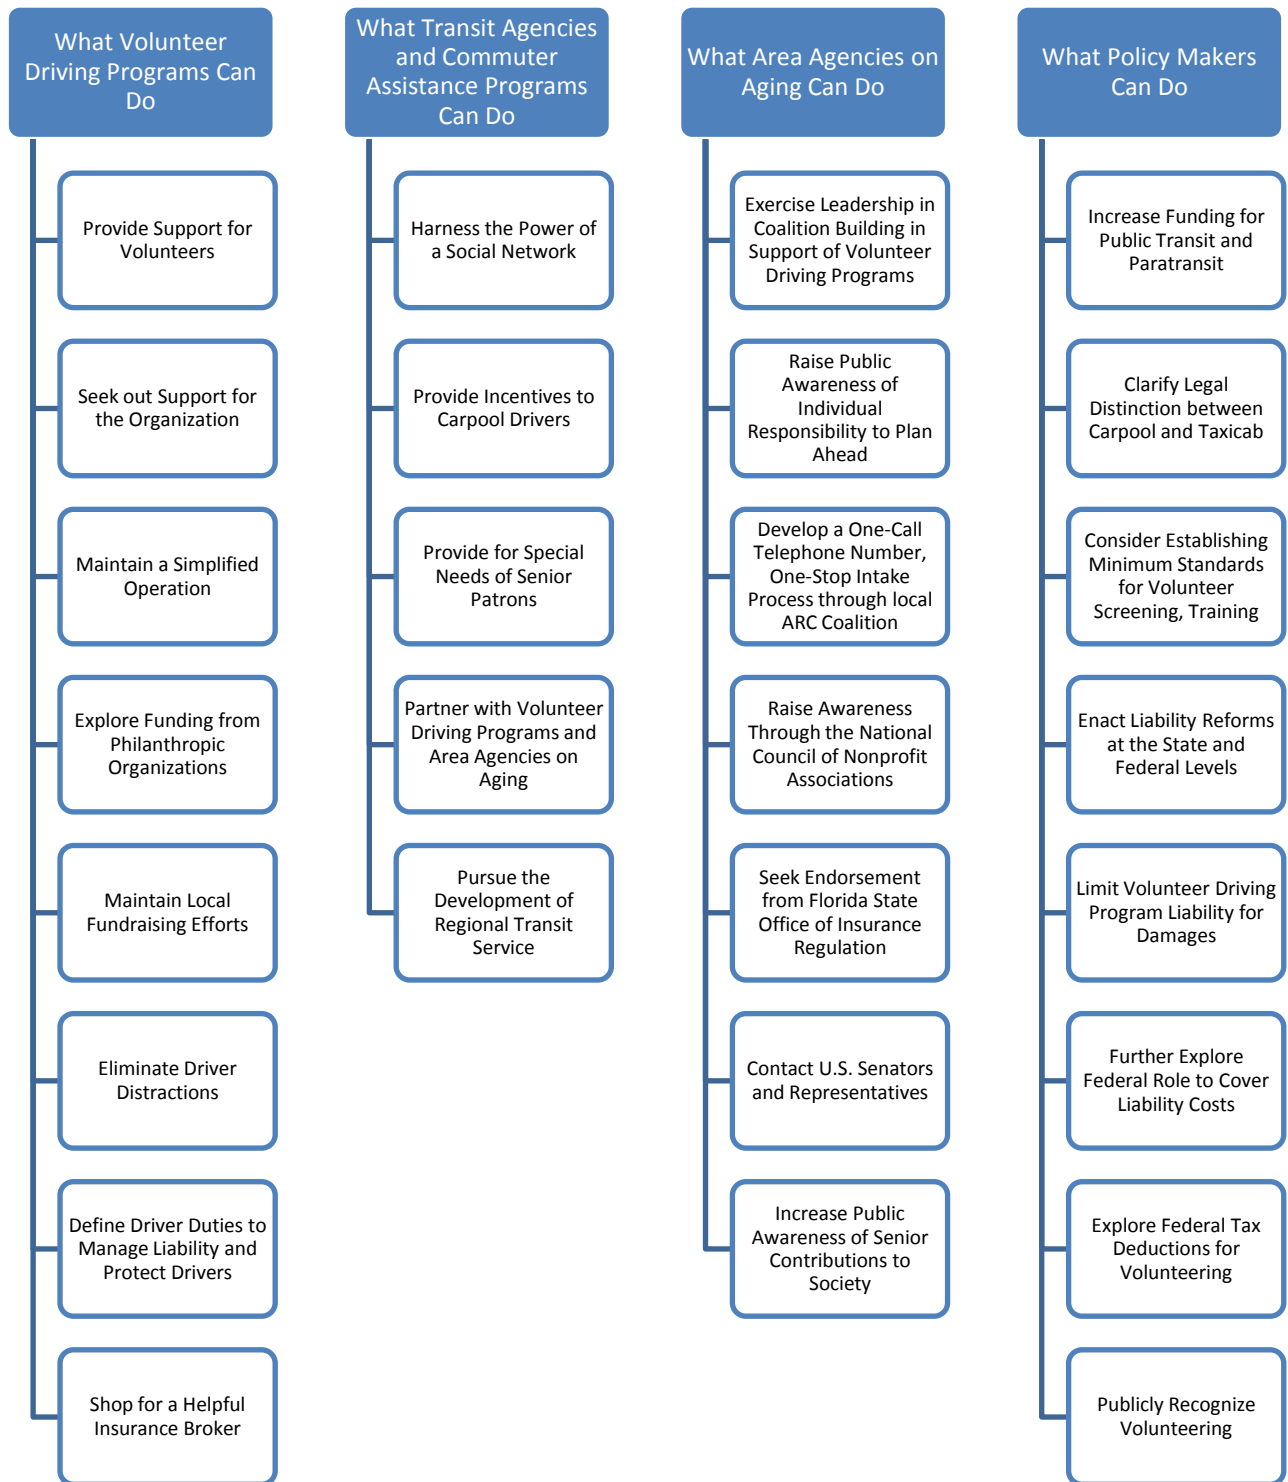 What Volunteer
Driving Programs Can
Do
Provide Support for
Volunteers
Seek out Support for
the Organization
Maintain a Simplified
Operation
Explore Funding from
Philanthropic
Organizations
Maintain Local
Fundraising Efforts
Eliminate Driver
Distractions
Define Driver Duties to
Manage Liability and
Protect Drivers
Shop for a Helpful
Insurance Broker
What Transit Agencies
and Commuter
Assistance Programs
Can Do
Harness the Power of
a Social Network
Provide Incentives to
Carpool Drivers
Provide for Special
Needs of Senior
Patrons
Partner with Volunteer
Driving Programs and
Area Agencies on
Aging
Pursue the
Development of
Regional Transit
Service
What Area Agencies on
Aging Can Do
Exercise Leadership in
Coalition Building in
Support of Volunteer
Driving Programs
Raise Public
Awareness of
Individual
Responsibility to Plan
Ahead
Develop a One-Call
Telephone Number,
One-Stop Intake
Process through local
ARC Coalition
Raise Awareness
Through the National
Council of Nonprofit
Associations
Seek Endorsement
from Florida State
Office of Insurance
Regulation
Contact U.S. Senators
and Representatives
Increase Public
Awareness of Senior
Contributions to
Society
What Policy Makers
Can Do
Increase Funding for
Public Transit and
Paratransit
Clarify Legal
Distinction between
Carpool and Taxicab
Consider Establishing
Minimum Standards
for Volunteer
Screening, Training
Enact Liability Reforms
at the State and
Federal Levels
Limit Volunteer Driving
Program Liability for
Damages
Further Explore
Federal Role to Cover
Liability Costs
Explore Federal Tax
Deductions for
Volunteering
Publicly Recognize
Volunteering